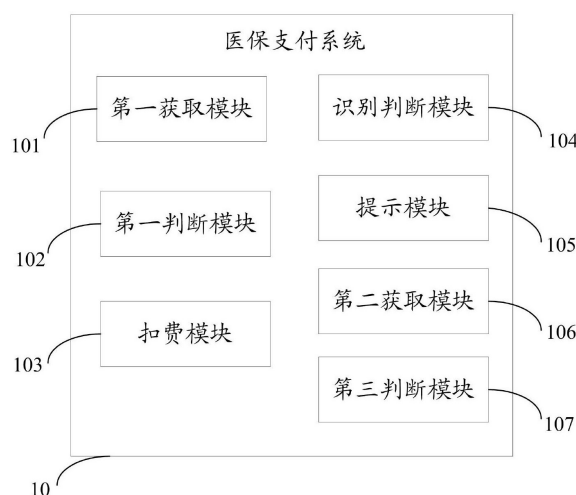 医保支付系统
第一获取模块
101
第一判断模块
102
扣费模块
103
识别判断模块
104
提示模块
105
第二获取模块
106
第三判断模块
107
10